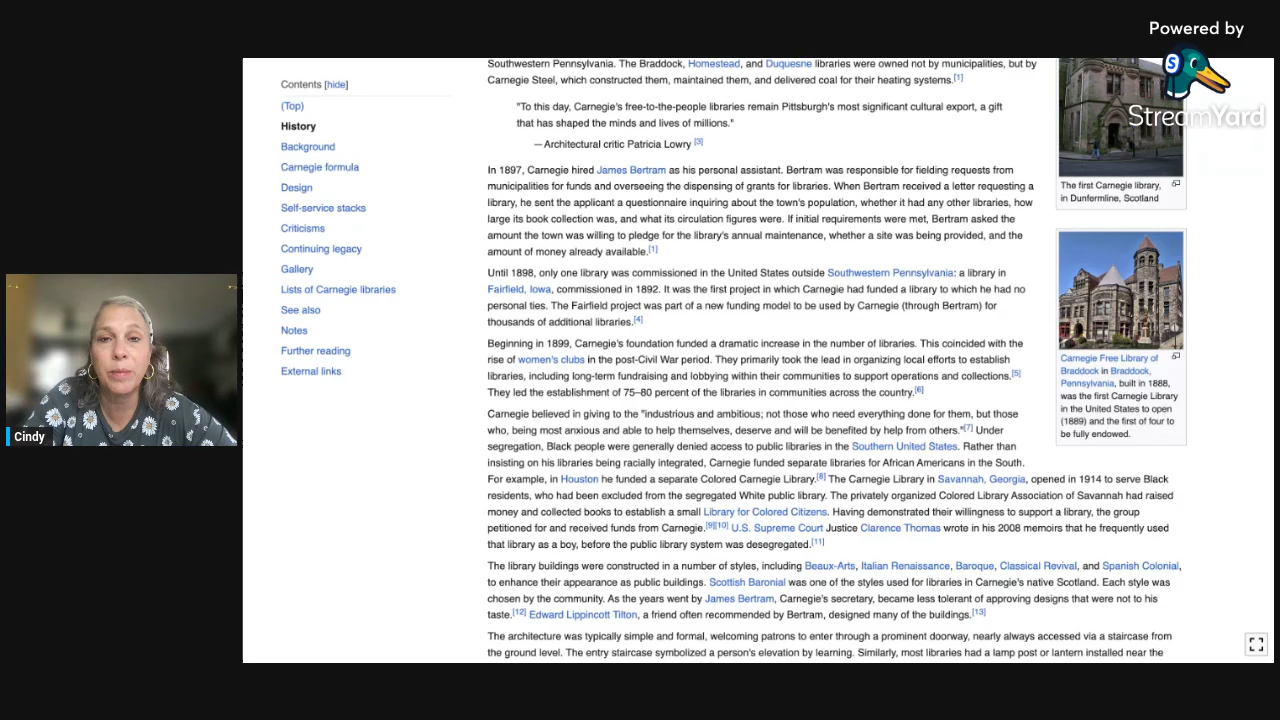 Powered by
StreamYard
Contents [hide]
(Top)
History
Background
Carnegie formula
Design
Self-service stacks
Criticisms
Continuing legacy
Gallery
Lists of Carnegie libraries
See also
Notes
Further reading
External links
Southwestern Pennsylvania. The Braddock, Homestead, and Duquesne libraries were owned not by municipalities, but by
Carnegie Steel, which constructed them, maintained them, and delivered coal for their heating systems.[1]
"To this day, Carnegie's free-to-the-people libraries remain Pittsburgh's most significant cultural export, a gift
that has shaped the minds and lives of millions."
— Architectural critic Patricia Lowry [3]
In 1897, Carnegie hired James Bertram as his personal assistant. Bertram was responsible for fielding requests from
municipalities for funds and overseeing the dispensing of grants for libraries. When Bertram received a letter requesting a
library, he sent the applicant a questionnaire inquiring about the town's population, whether it had any other libraries, how
large its book collection was, and what its circulation figures were. If initial requirements were met, Bertram asked the
amount the town was willing to pledge for the library's annual maintenance, whether a site was being provided, and the
amount of money already available.[1]
Until 1898, only one library was commissioned in the United States outside Southwestern Pennsylvania: a library in
Fairfield, Iowa, commissioned in 1892. It was the first project in which Carnegie had funded a library to which he had no
personal ties. The Fairfield project was part of a new funding model to be used by Carnegie (through Bertram) for
thousands of additional libraries.[4]
Beginning in 1899, Carnegie's foundation funded a dramatic increase in the number of libraries. This coincided with the
rise of women's clubs in the post-Civil War period. They primarily took the lead in organizing local efforts to establish
libraries, including long-term fundraising and lobbying within their communities to support operations and collections.[5]
They led the establishment of 75–80 percent of the libraries in communities across the country.[6]
Carnegie believed in giving to the "industrious and ambitious; not those who need everything done for them, but those
who, being most anxious and able to help themselves, deserve and will be benefited by help from others."[7] Under
segregation, Black people were generally denied access to public libraries in the Southern United States. Rather than
insisting on his libraries being racially integrated, Carnegie funded separate libraries for African Americans in the South.
For example, in Houston he funded a separate Colored Carnegie Library.[8] The Carnegie Library in Savannah, Georgia, opened in 1914 to serve Black
residents, who had been excluded from the segregated White public library. The privately organized Colored Library Association of Savannah had raised
money and collected books to establish a small Library for Colored Citizens. Having demonstrated their willingness to support a library, the group
petitioned for and received funds from Carnegie.[9][10] U.S. Supreme Court Justice Clarence Thomas wrote in his 2008 memoirs that he frequently used
that library as a boy, before the public library system was desegregated.[11]
The library buildings were constructed in a number of styles, including Beaux-Arts, Italian Renaissance, Baroque, Classical Revival, and Spanish Colonial,
to enhance their appearance as public buildings. Scottish Baronial was one of the styles used for libraries in Carnegie's native Scotland. Each style was
chosen by the community. As the years went by James Bertram, Carnegie's secretary, became less tolerant of approving designs that were not to his
taste.[12] Edward Lippincott Tilton, a friend often recommended by Bertram, designed many of the buildings.[13]
The architecture was typically simple and formal, welcoming patrons to enter through a prominent doorway, nearly always accessed via a staircase from
the ground level. The entry staircase symbolized a person's elevation by learning. Similarly, most libraries had a lamp post or lantern installed near the
The first Carnegie library,
in Dunfermline, Scotland
Carnegie Free Library of
Braddock in Braddock,
Pennsylvania, built in 1888,
was the first Carnegie Library
in the United States to open
(1889) and the first of four to
be fully endowed.
Cindy